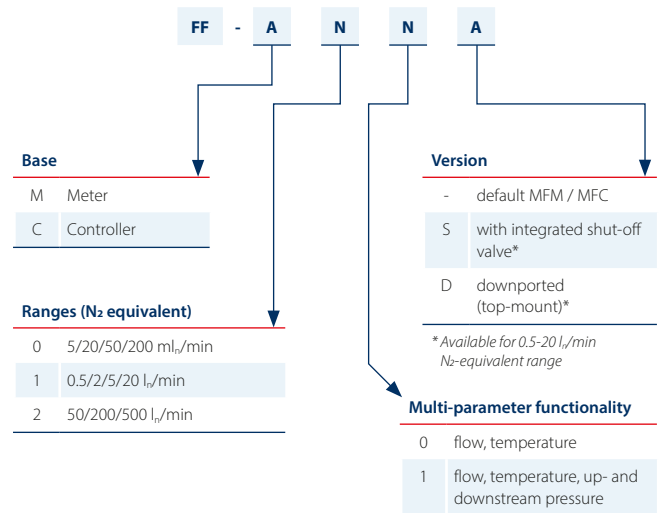 FF - A N N A
Base
M Meter
C Controller
Ranges (N₂ equivalent)
0 5/20/50/200 mlₙ/min
1 0.5/2/5/20 lₙ/min
2 50/200/500 lₙ/min
Version
- default MFM / MFC
S with integrated shut-off
valve*
D downported
(top-mount)*
* Available for 0.5-20 lₙ/min
N₂-equivalent range
Multi-parameter functionality
0 flow, temperature
1 flow, temperature, up- and
downstream pressure